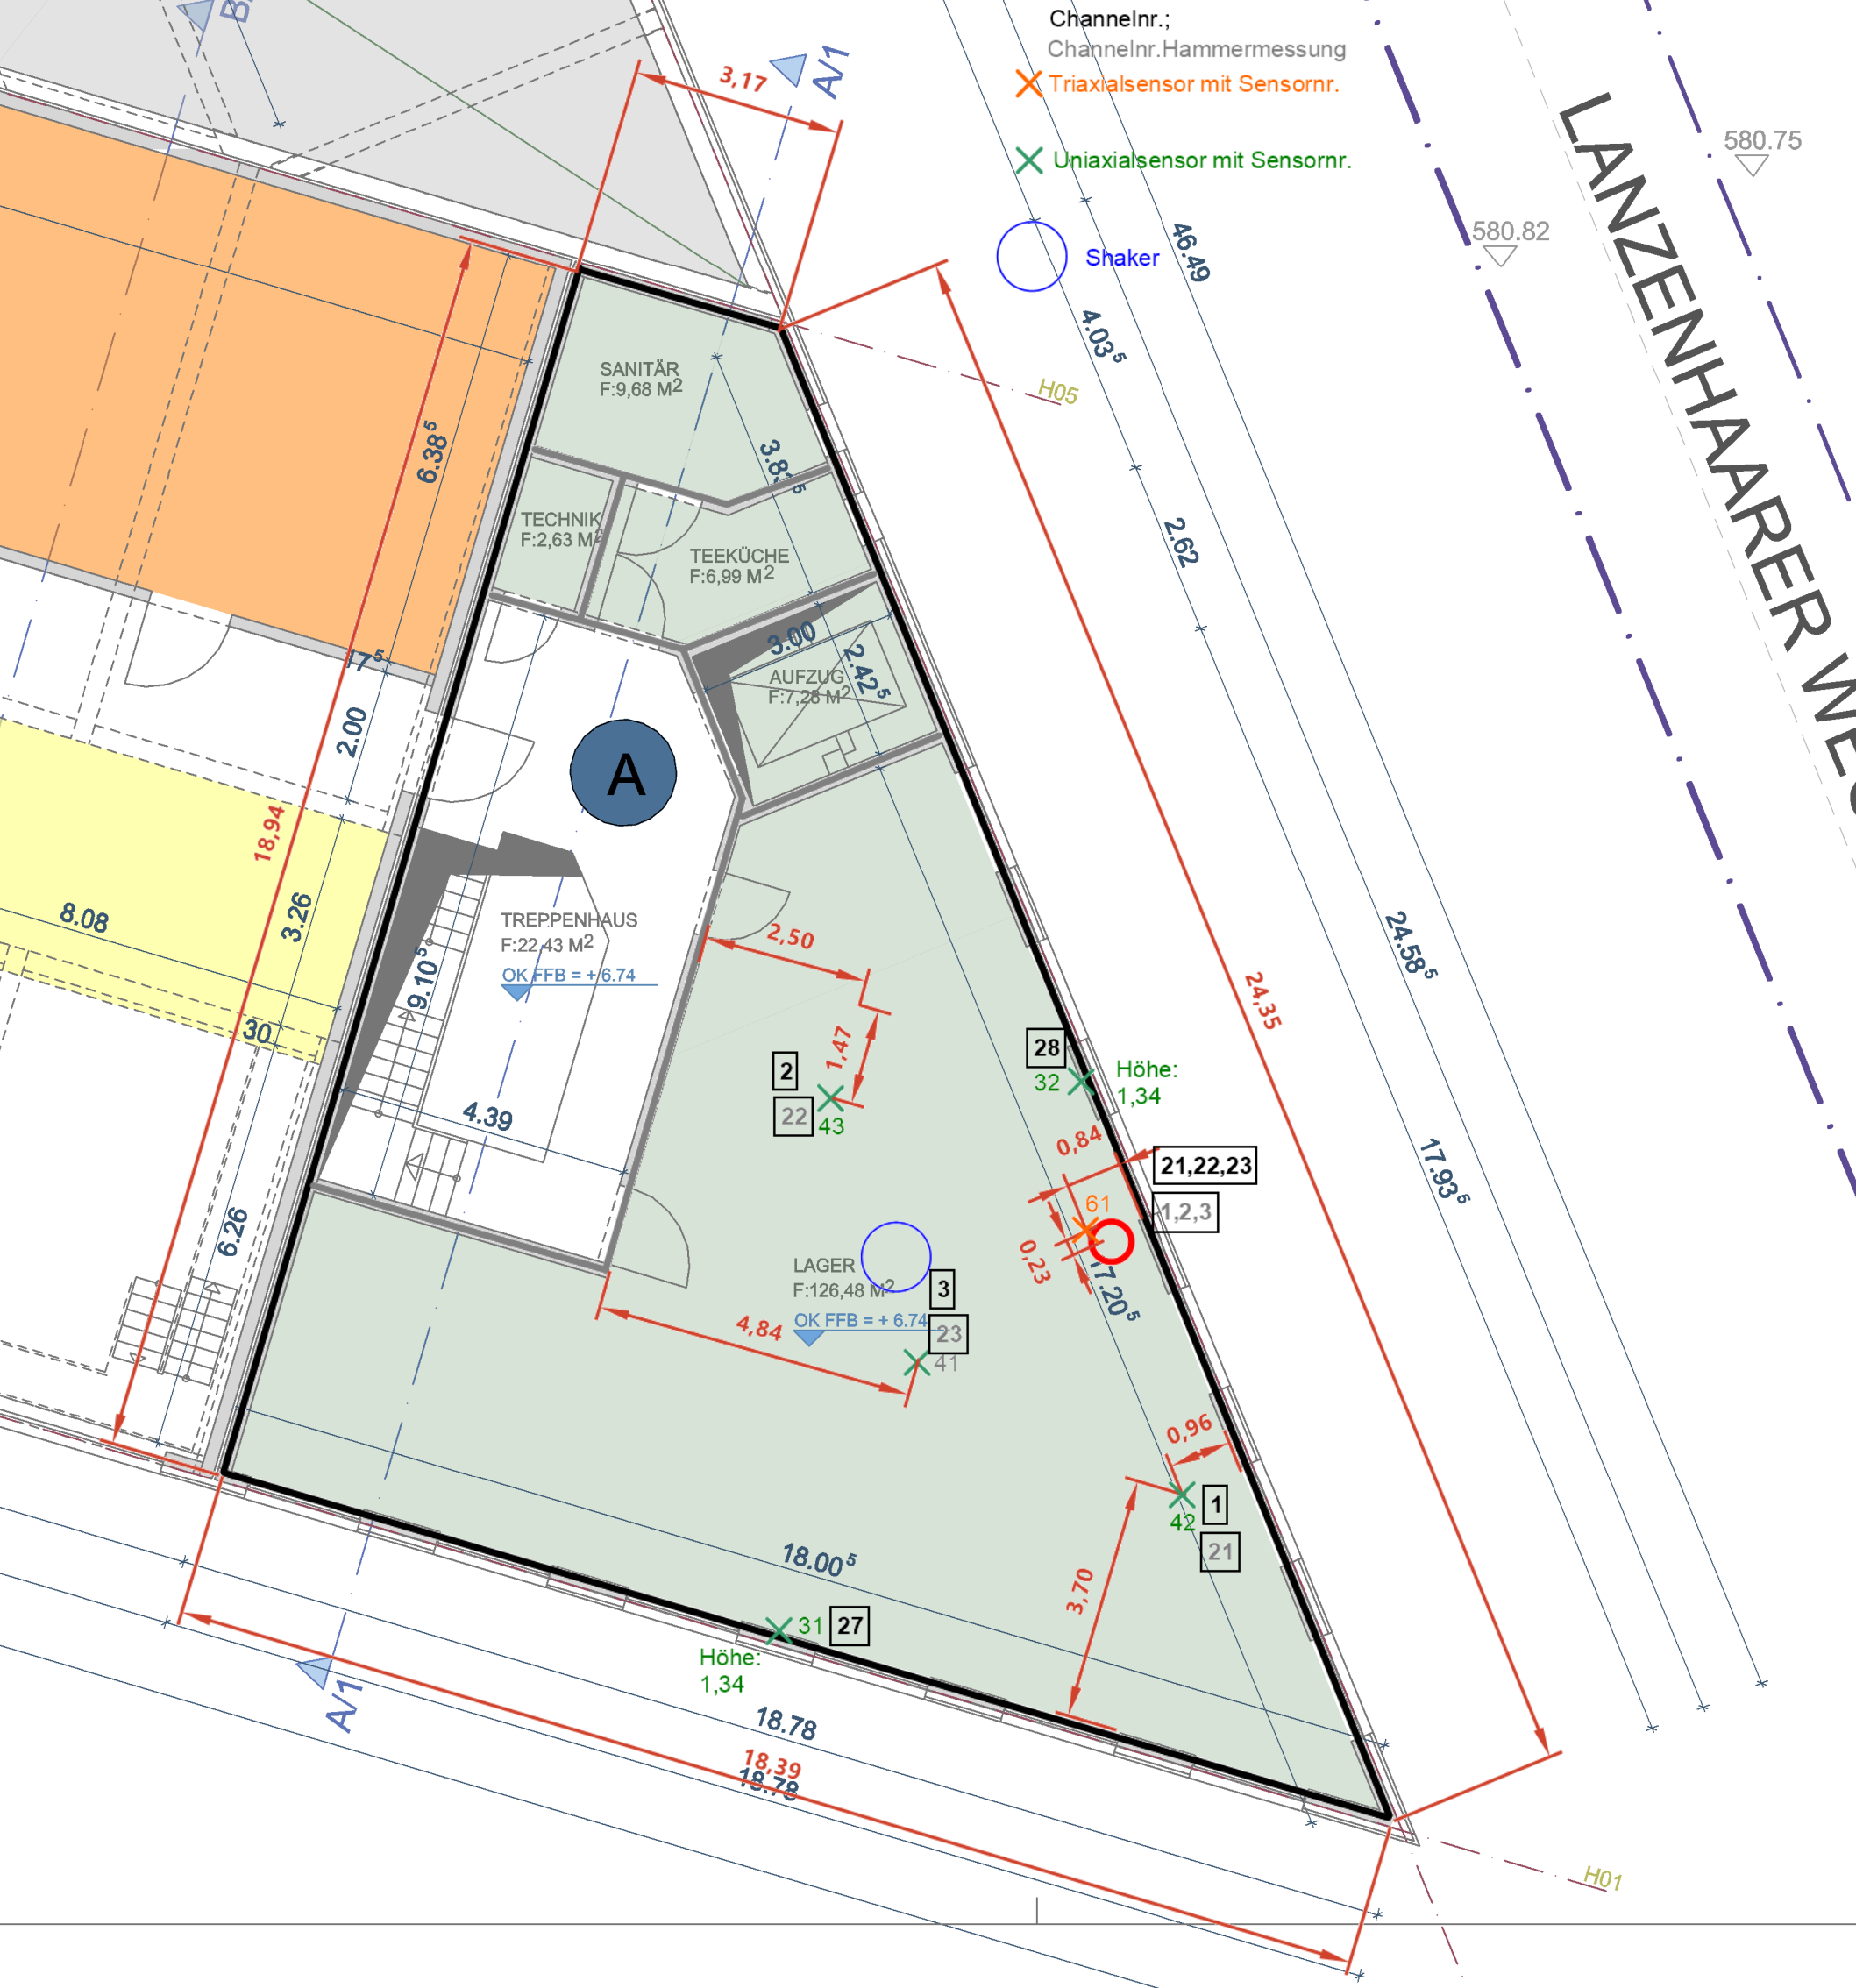 Channelnr.;
Channelnr.Hammermessung
Triaxialsensor mit Sensornr.
Uniaxialsensor mit Sensornr.
Shaker
LANZENHAARER
580.75
580.82
A/1
3,17
46.49
4.03⁵
2.62
H05
SANITÄR
F:9,68 M2
6.38⁵
TECHNIK
F:2,63 M2
TEEKÜCHE
F:6,99 M2
3.00
2.42⁵
AUFZUG
F:7,28 M2
17⁵
2.00
A
18,94
3.26
8.08
TREPPENHAUS
F:22,43 M2
OK FFB = + 6.74
9.10⁵
30
2,50
1,47
24.58⁵
24,35
2
22
43
28
32
Höhe:
1,34
4.39
0,84
21,22,23
1,2,3
61
17.93⁵
6.26
0,23
17.20⁵
LAGER
F:126,48 M2
OK FFB = + 6.74
3
23
41
4,84
0,96
1
42
21
3,70
18.00⁵
31
27
Höhe:
1,34
A/1
18.78
18,39
18.78
H01